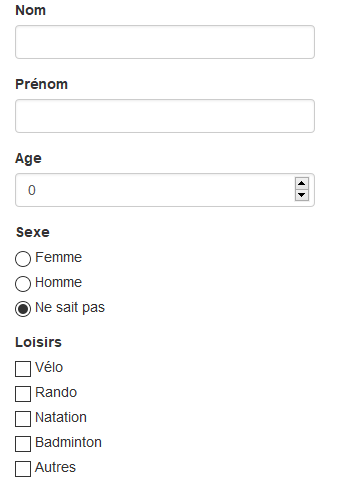 Nom
Prénom
Age
0
Sexe
Femme
Homme
Ne sait pas
Loisirs
Vélo
Rando
Natation
Badminton
Autres